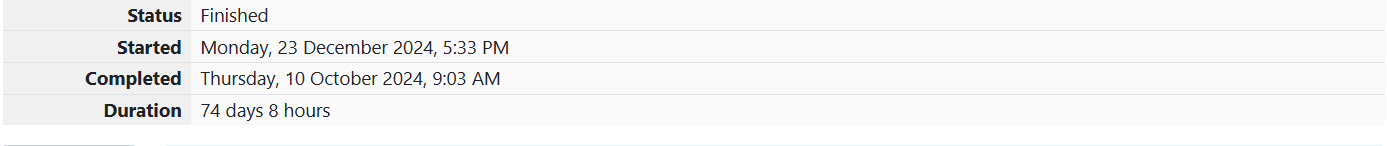 Status Finished
Started Monday, 23 December 2024, 5:33 PM
Completed Thursday, 10 October 2024, 9:03 AM
Duration 74 days 8 hours